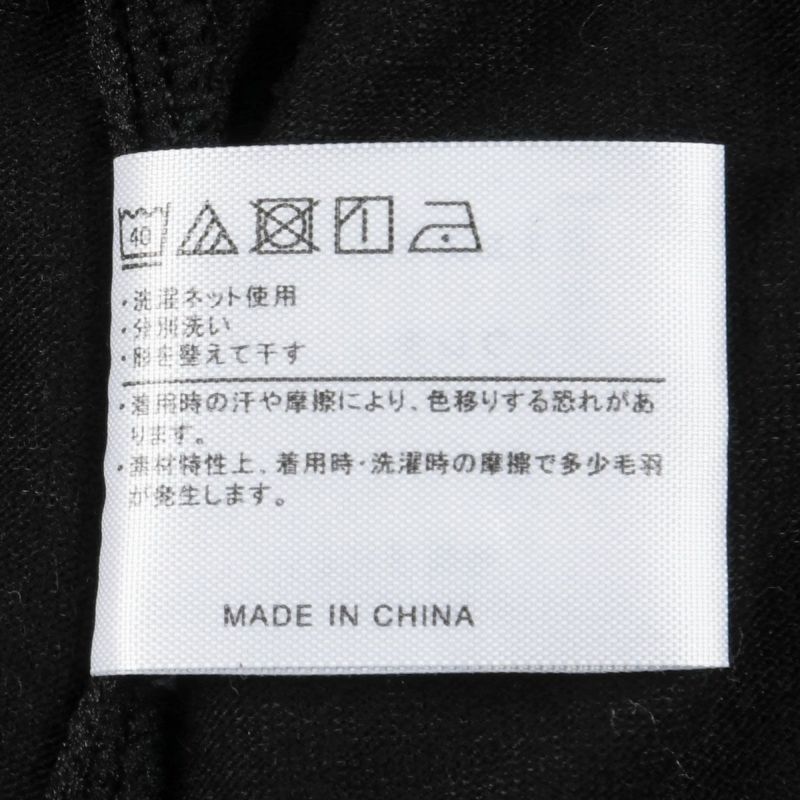 40
・洗濯ネット使用
・分別洗い
・形を整えて干す
・着用時の汗や摩擦により、色移りする恐れがあ
ります。
・素材特性上、着用時・洗濯時の摩擦で多少毛羽
が発生します。
MADE IN CHINA